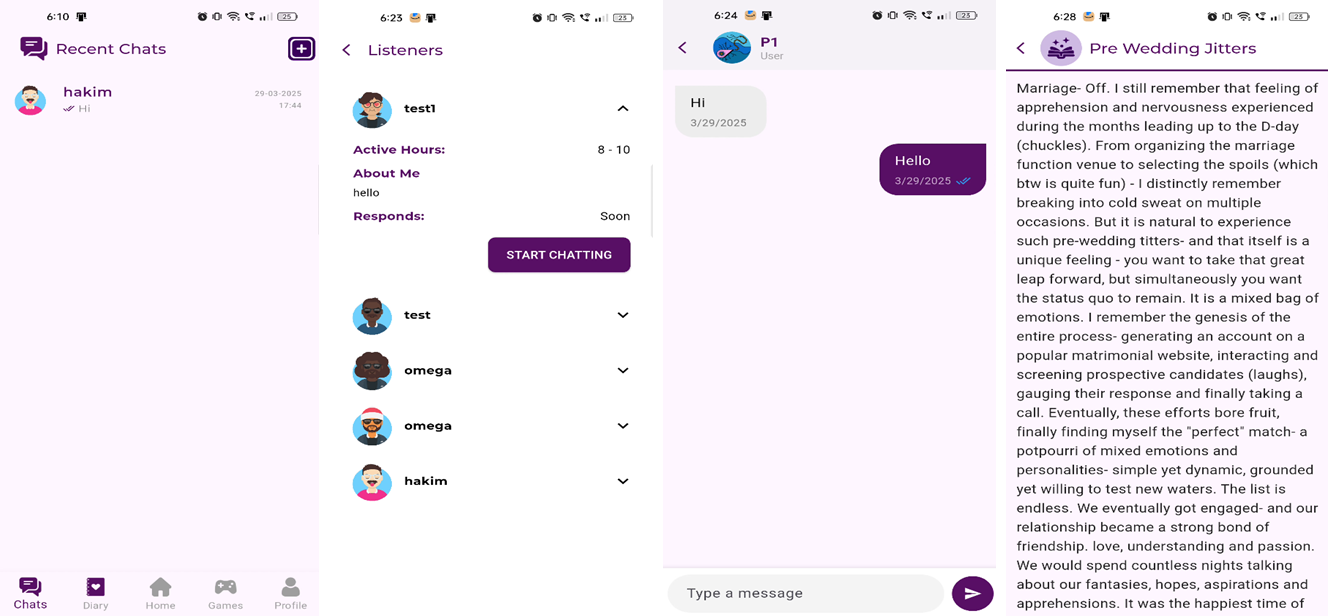 6:10
25
Recent Chats
hakim
Hi
29-03-2025
17:44
Chats
Diary
Home
Games
Profile
6:23
23
Listeners
test1
Active Hours:
8 - 10
About Me
hello
Responds:
Soon
START CHATTING
test
omega
omega
hakim
6:24
23
P1
User
Hi
3/29/2025
Hello
3/29/2025
Type a message
6:28
23
Pre Wedding Jitters
Marriage- Off. I still remember that feeling of
apprehension and nervousness experienced
during the months leading up to the D-day
(chuckles). From organizing the marriage
function venue to selecting the spoils (which
btw is quite fun) - I distinctly remember
breaking into cold sweat on multiple
occasions. But it is natural to experience
such pre-wedding titters- and that itself is a
unique feeling - you want to take that great
leap forward, but simultaneously you want
the status quo to remain. It is a mixed bag of
emotions. I remember the genesis of the
entire process- generating an account on a
popular matrimonial website, interacting and
screening prospective candidates (laughs),
gauging their response and finally taking a
call. Eventually, these efforts bore fruit,
finally finding myself the "perfect" match- a
potpourri of mixed emotions and
personalities- simple yet dynamic, grounded
yet willing to test new waters. The list is
endless. We eventually got engaged- and our
relationship became a strong bond of
friendship. love, understanding and passion.
We would spend countless nights talking
about our fantasies, hopes, aspirations and
apprehensions. It was the happiest time of